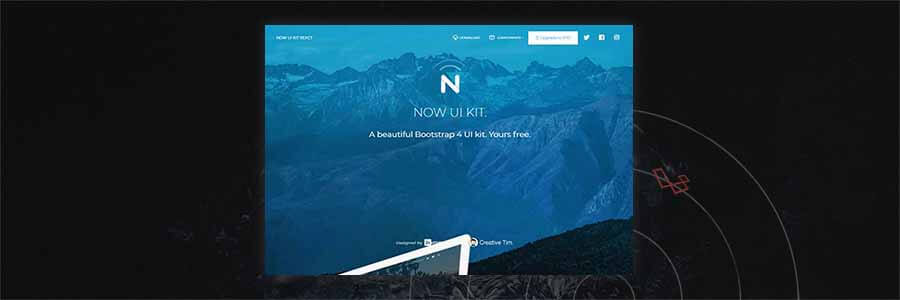 NOW UI KIT REACT DOWNLOAD COMPONENTS Upgrade to PRO
N
NOW UI KIT.
A beautiful Bootstrap 4 UI kit. Yours free.
Designed by Creative Tim.